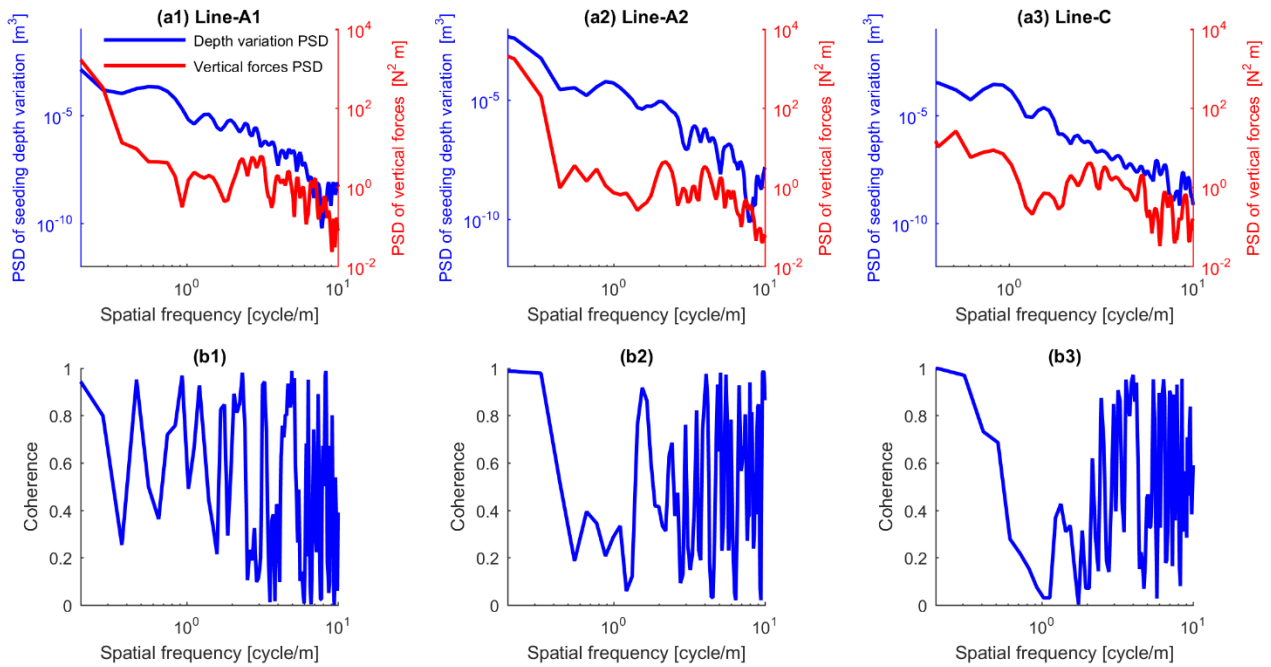 (a1) Line-A1
(a2) Line-A2
(a3) Line-C
PSD of seeding depth variation [m³]
10⁻⁵
10⁻¹⁰
Depth variation PSD
Vertical forces PSD
10⁴
10²
10⁰
10⁻²
PSD of vertical forces [N² m]
10⁰
10¹
Spatial frequency [cycle/m]
PSD of seeding depth variation [m³]
10⁻⁵
10⁻¹⁰
10⁴
10²
10⁰
10⁻²
PSD of vertical forces [N² m]
10⁰
10¹
Spatial frequency [cycle/m]
PSD of seeding depth variation [m³]
10⁻⁵
10⁻¹⁰
10⁴
10²
10⁰
10⁻²
PSD of vertical forces [N² m]
10⁰
10¹
Spatial frequency [cycle/m]
(b1)
Coherence
1
0.8
0.6
0.4
0.2
0
10⁰
10¹
Spatial frequency [cycle/m]
(b2)
Coherence
1
0.8
0.6
0.4
0.2
0
10⁰
10¹
Spatial frequency [cycle/m]
(b3)
Coherence
1
0.8
0.6
0.4
0.2
0
10⁰
10¹
Spatial frequency [cycle/m]